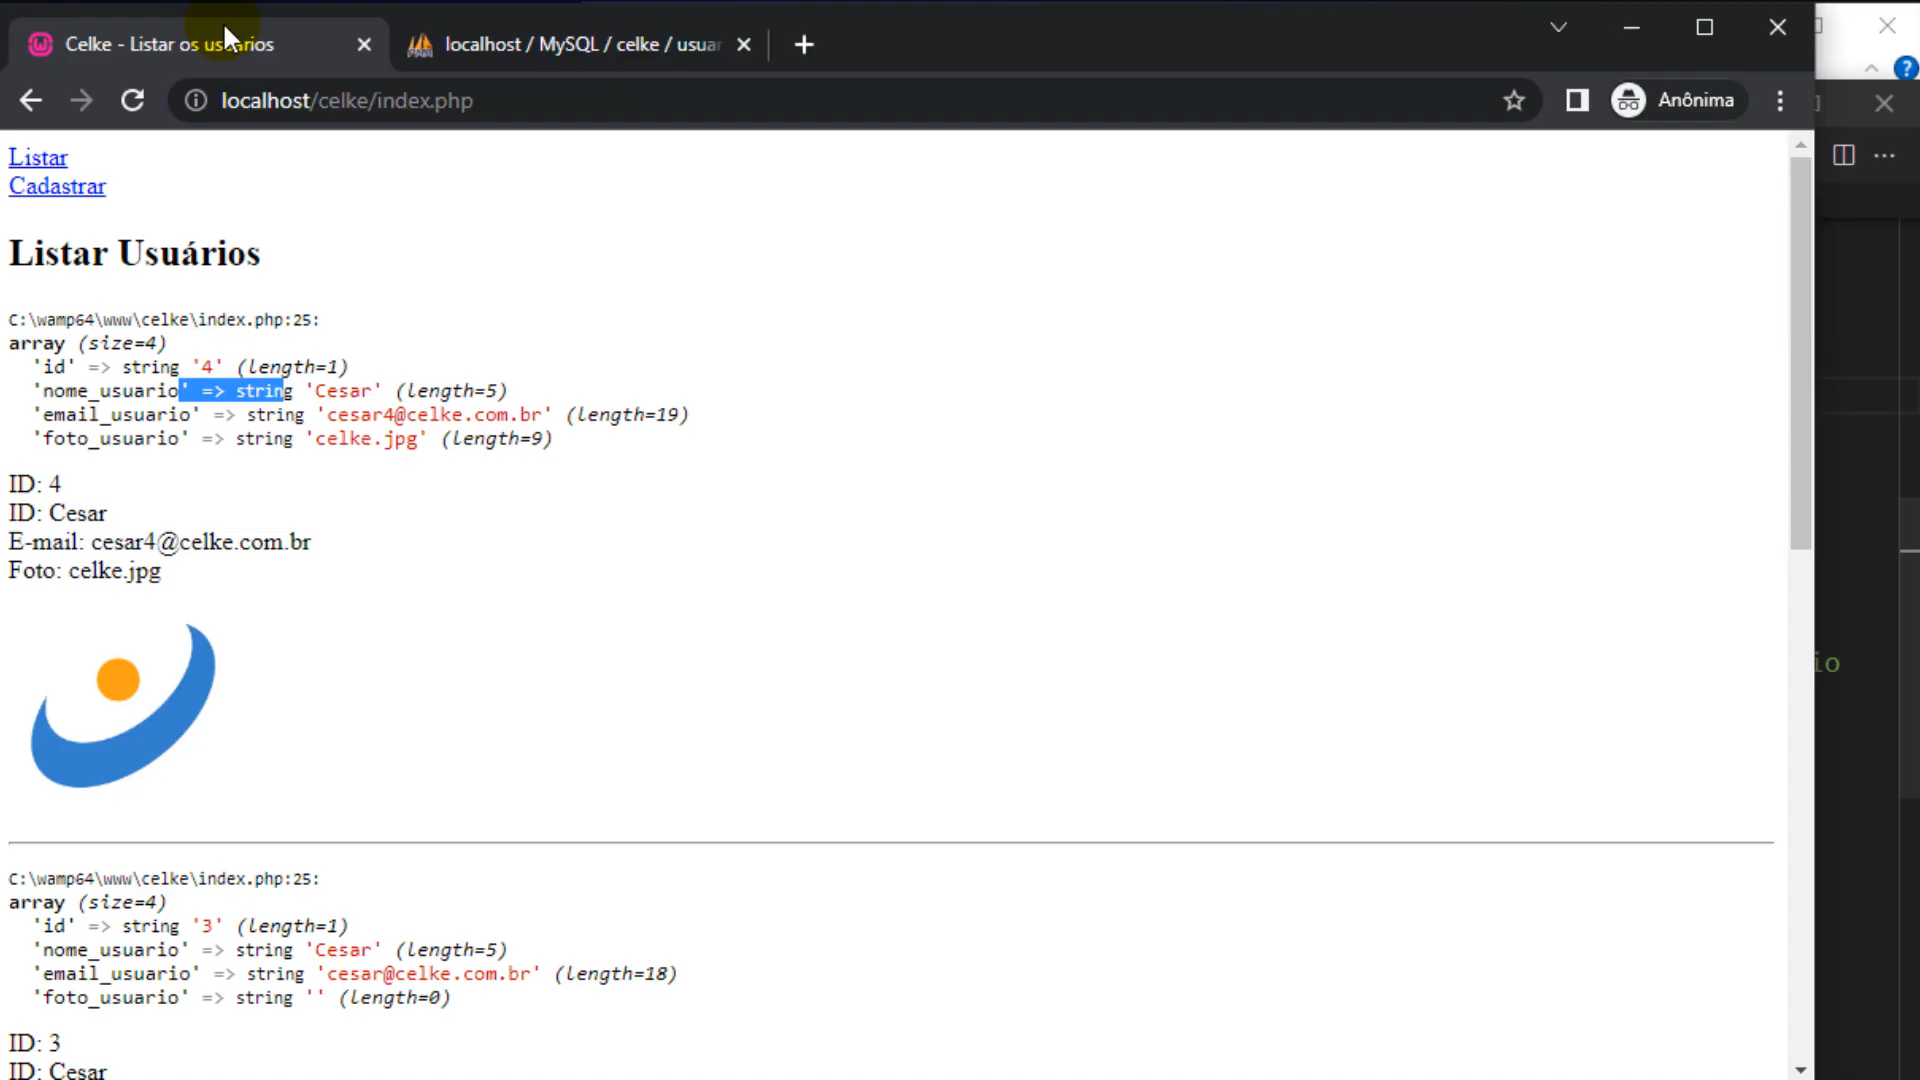 Celke - Listar os usuários
localhost / MySQL / celke / usuar
localhost/celke/index.php
Anônima
Listar
Cadastrar
Listar Usuários
C:\wamp64\www\celke\index.php:25:
array (size=4)
'id' => string '4' (length=1)
'nome_usuario' => string 'Cesar' (length=5)
'email_usuario' => string 'cesar4@celke.com.br' (length=19)
'foto_usuario' => string 'celke.jpg' (length=9)
ID: 4
ID: Cesar
E-mail: cesar4@celke.com.br
Foto: celke.jpg
io
C:\wamp64\www\celke\index.php:25:
array (size=4)
'id' => string '3' (length=1)
'nome_usuario' => string 'Cesar' (length=5)
'email_usuario' => string 'cesar@celke.com.br' (length=18)
'foto_usuario' => string '' (length=0)
ID: 3
ID: Cesar